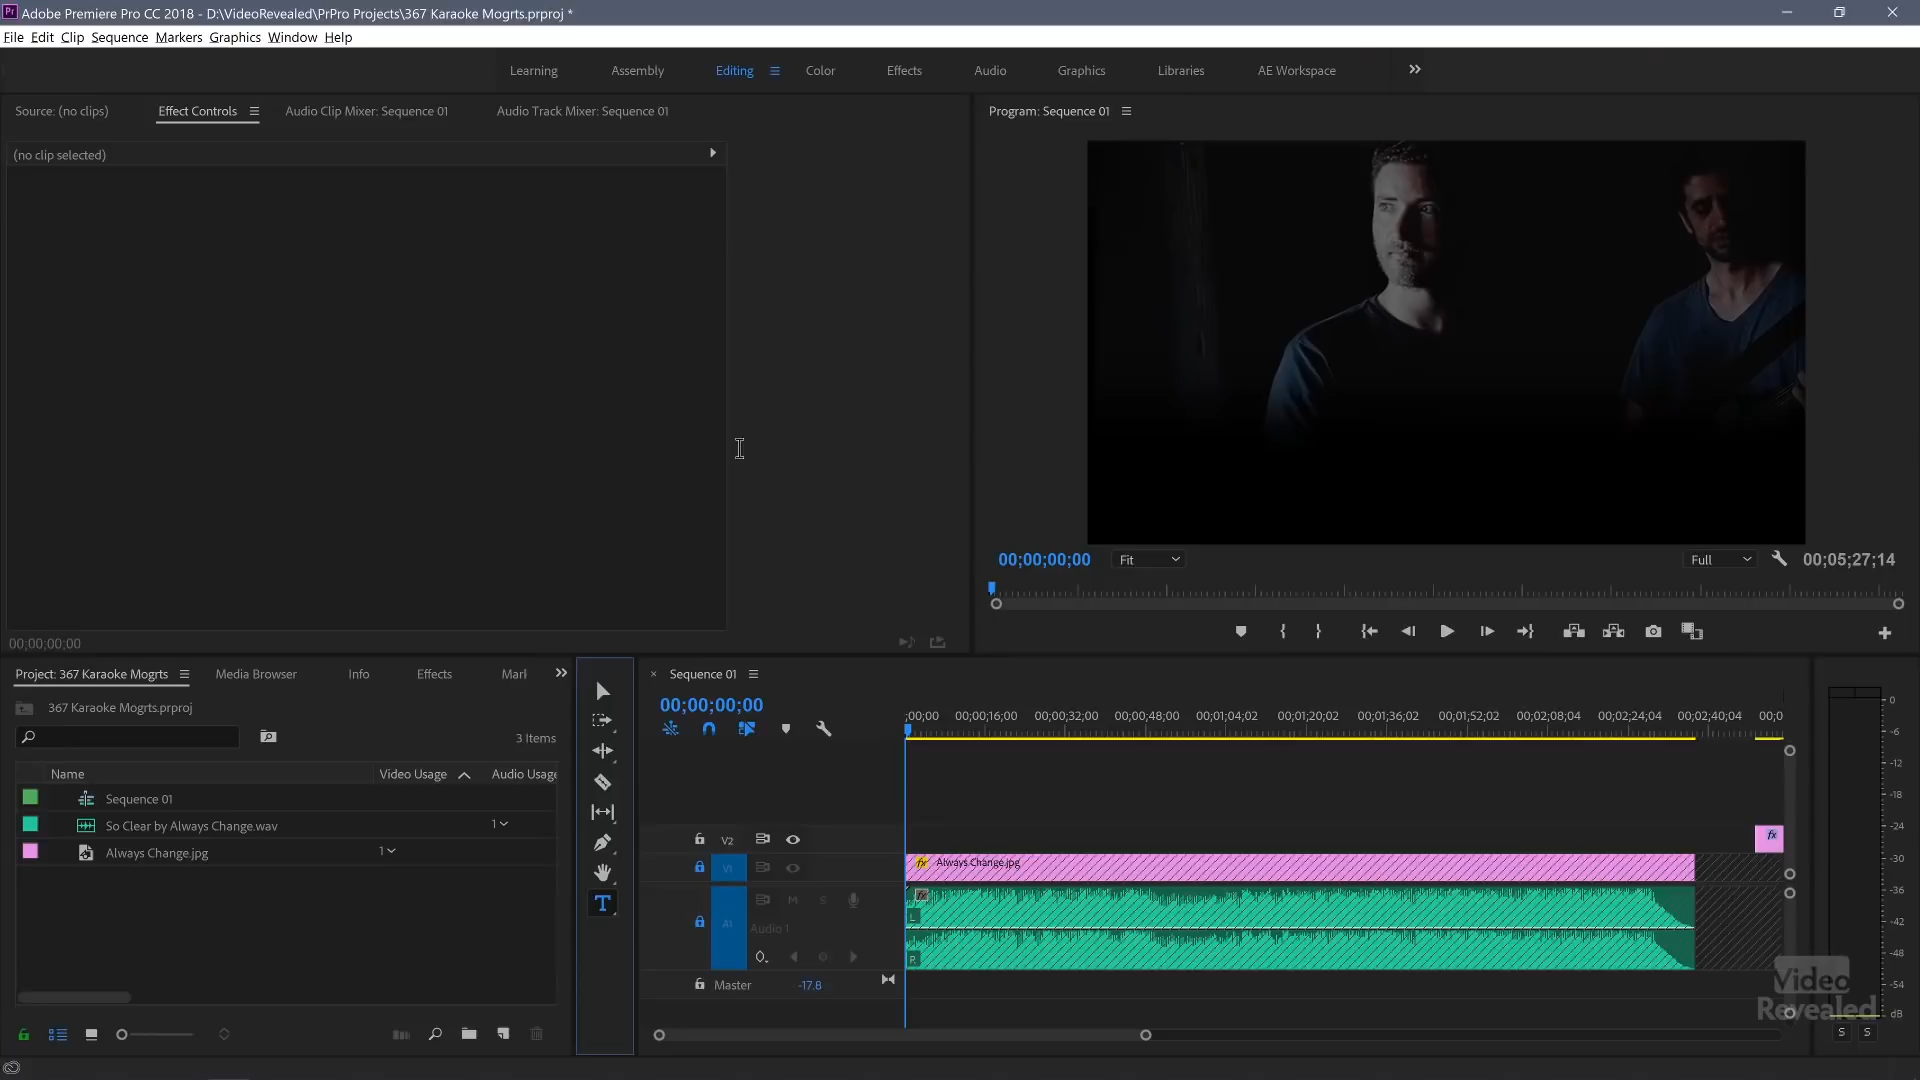 Adobe Premiere Pro CC 2018 - D:\VideoRevealed\PrPro Projects\367 Karaoke Mogrts.prproj *
File Edit Clip Sequence Markers Graphics Window Help
Learning Assembly Editing Color Effects Audio Graphics Libraries AE Workspace
Source: (no clips) Effect Controls Audio Clip Mixer: Sequence 01 Audio Track Mixer: Sequence 01
Program: Sequence 01
(no clip selected)
00;00;00;00 Fit Full 00;05;27;14
00;00;00;00
Project: 367 Karaoke Mogrts Media Browser Info Effects Marl
367 Karaoke Mogrts.prproj
3 Items
Name Video Usage Audio Usage
Sequence 01
So Clear by Always Change.wav 1
Always Change.jpg 1
Sequence 01
00;00;00;00
;00;00 00;00;16;00 00;00;32;00 00;00;48;00 00;01;04;02 00;01;20;02 00;01;36;02 00;01;52;02 00;02;08;04 00;02;24;04 00;02;40;04 00;0
V2 fx
V1 fx Always Change.jpg
A1 M S fx L
Audio 1
R
Master -17.8
0
-6
-12
-18
-24
-30
-36
-42
-48
-54
dB
S S
Video
Revealed